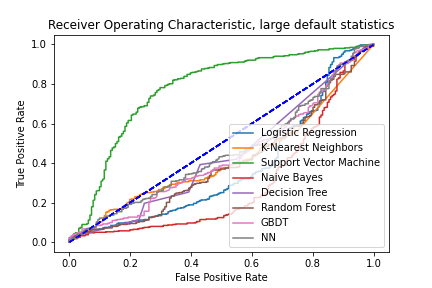 Receiver Operating Characteristic, large default statistics
1.0
0.8
0.6
0.4
0.2
0.0
True Positive Rate
Logistic Regression
K-Nearest Neighbors
Support Vector Machine
Naive Bayes
Decision Tree
Random Forest
GBDT
NN
0.0 0.2 0.4 0.6 0.8 1.0
False Positive Rate